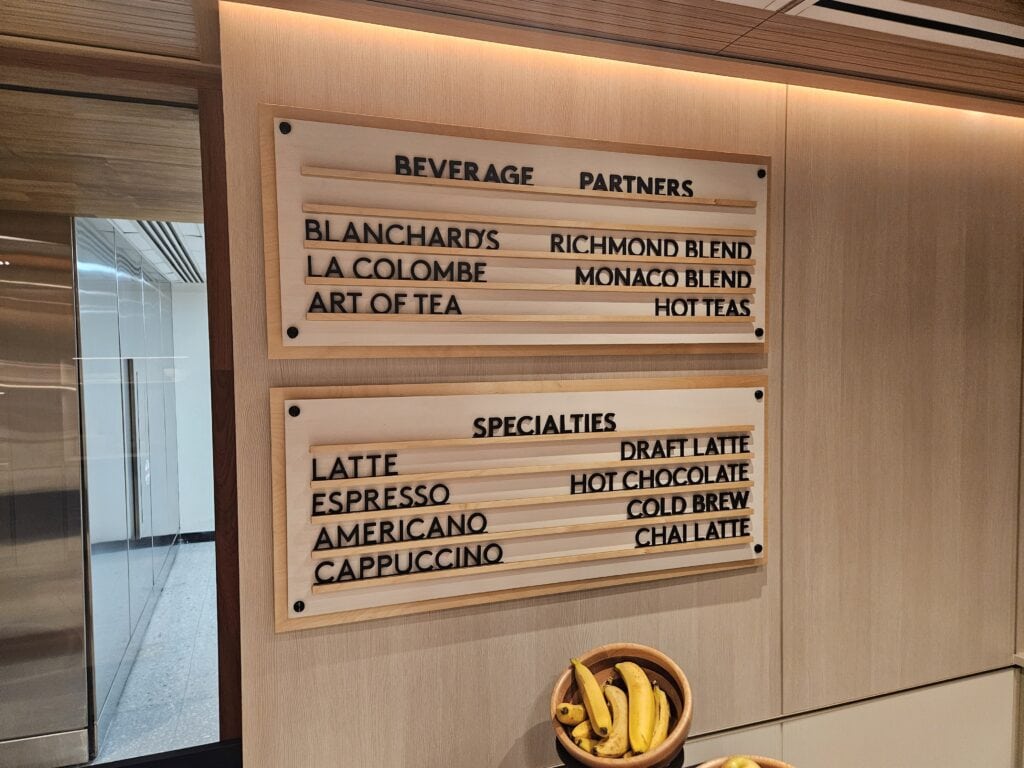 BEVERAGE PARTNERS
BLANCHARD'S RICHMOND BLEND
LA COLOMBE MONACO BLEND
ART OF TEA HOT TEAS
SPECIALTIES
LATTE DRAFT LATTE
ESPRESSO HOT CHOCOLATE
AMERICANO COLD BREW
CAPPUCCINO CHAI LATTE